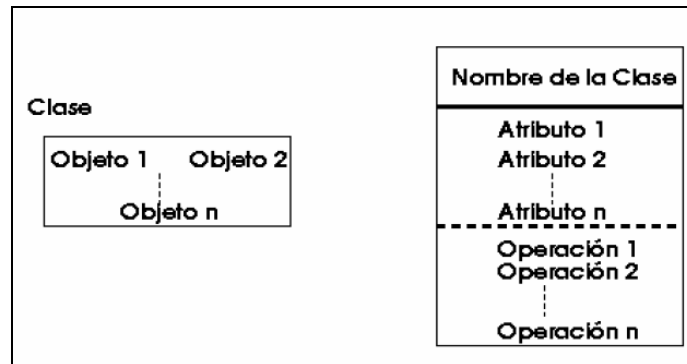 Clase
Objeto 1 Objeto 2
Objeto n
Nombre de la Clase
Atributo 1
Atributo 2
Atributo n
Operación 1
Operación 2
Operación n